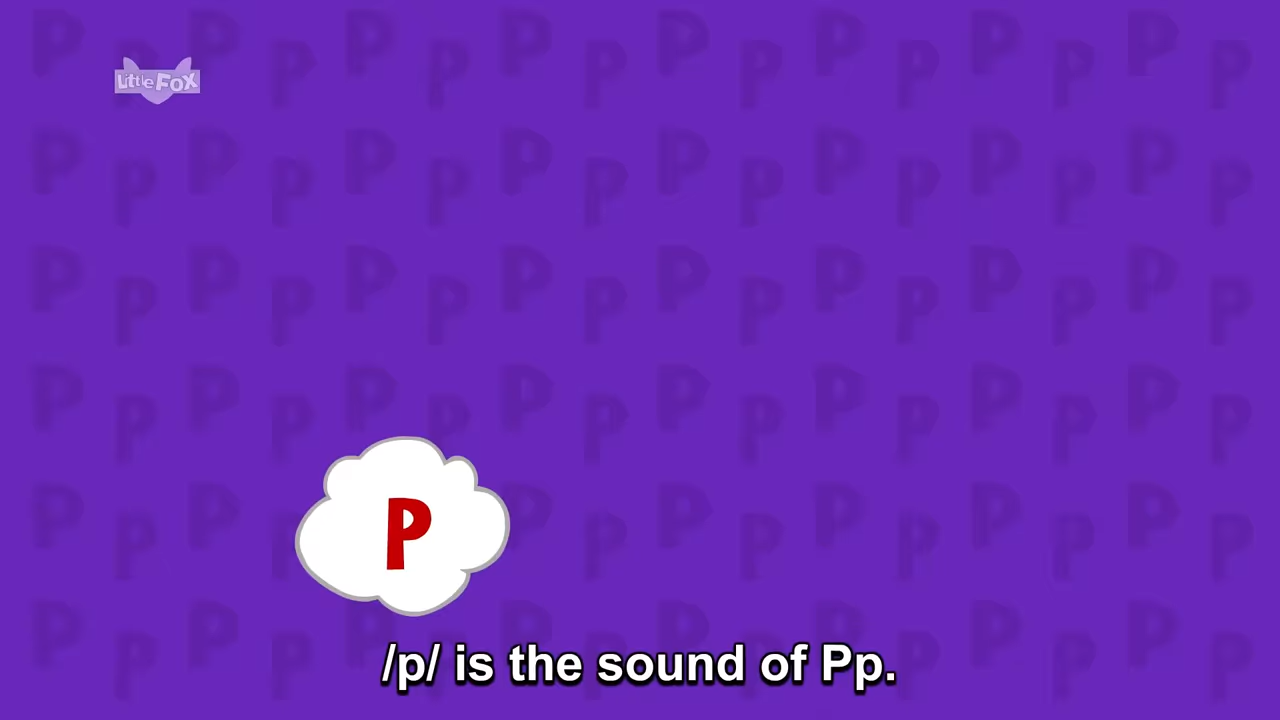 Little Fox
P
/p/ is the sound of Pp.